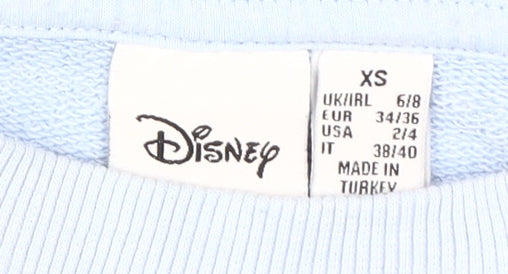 Disney
XS
UK/IRL 6/8
EUR 34/36
USA 2/4
IT 38/40
MADE IN
TURKEY